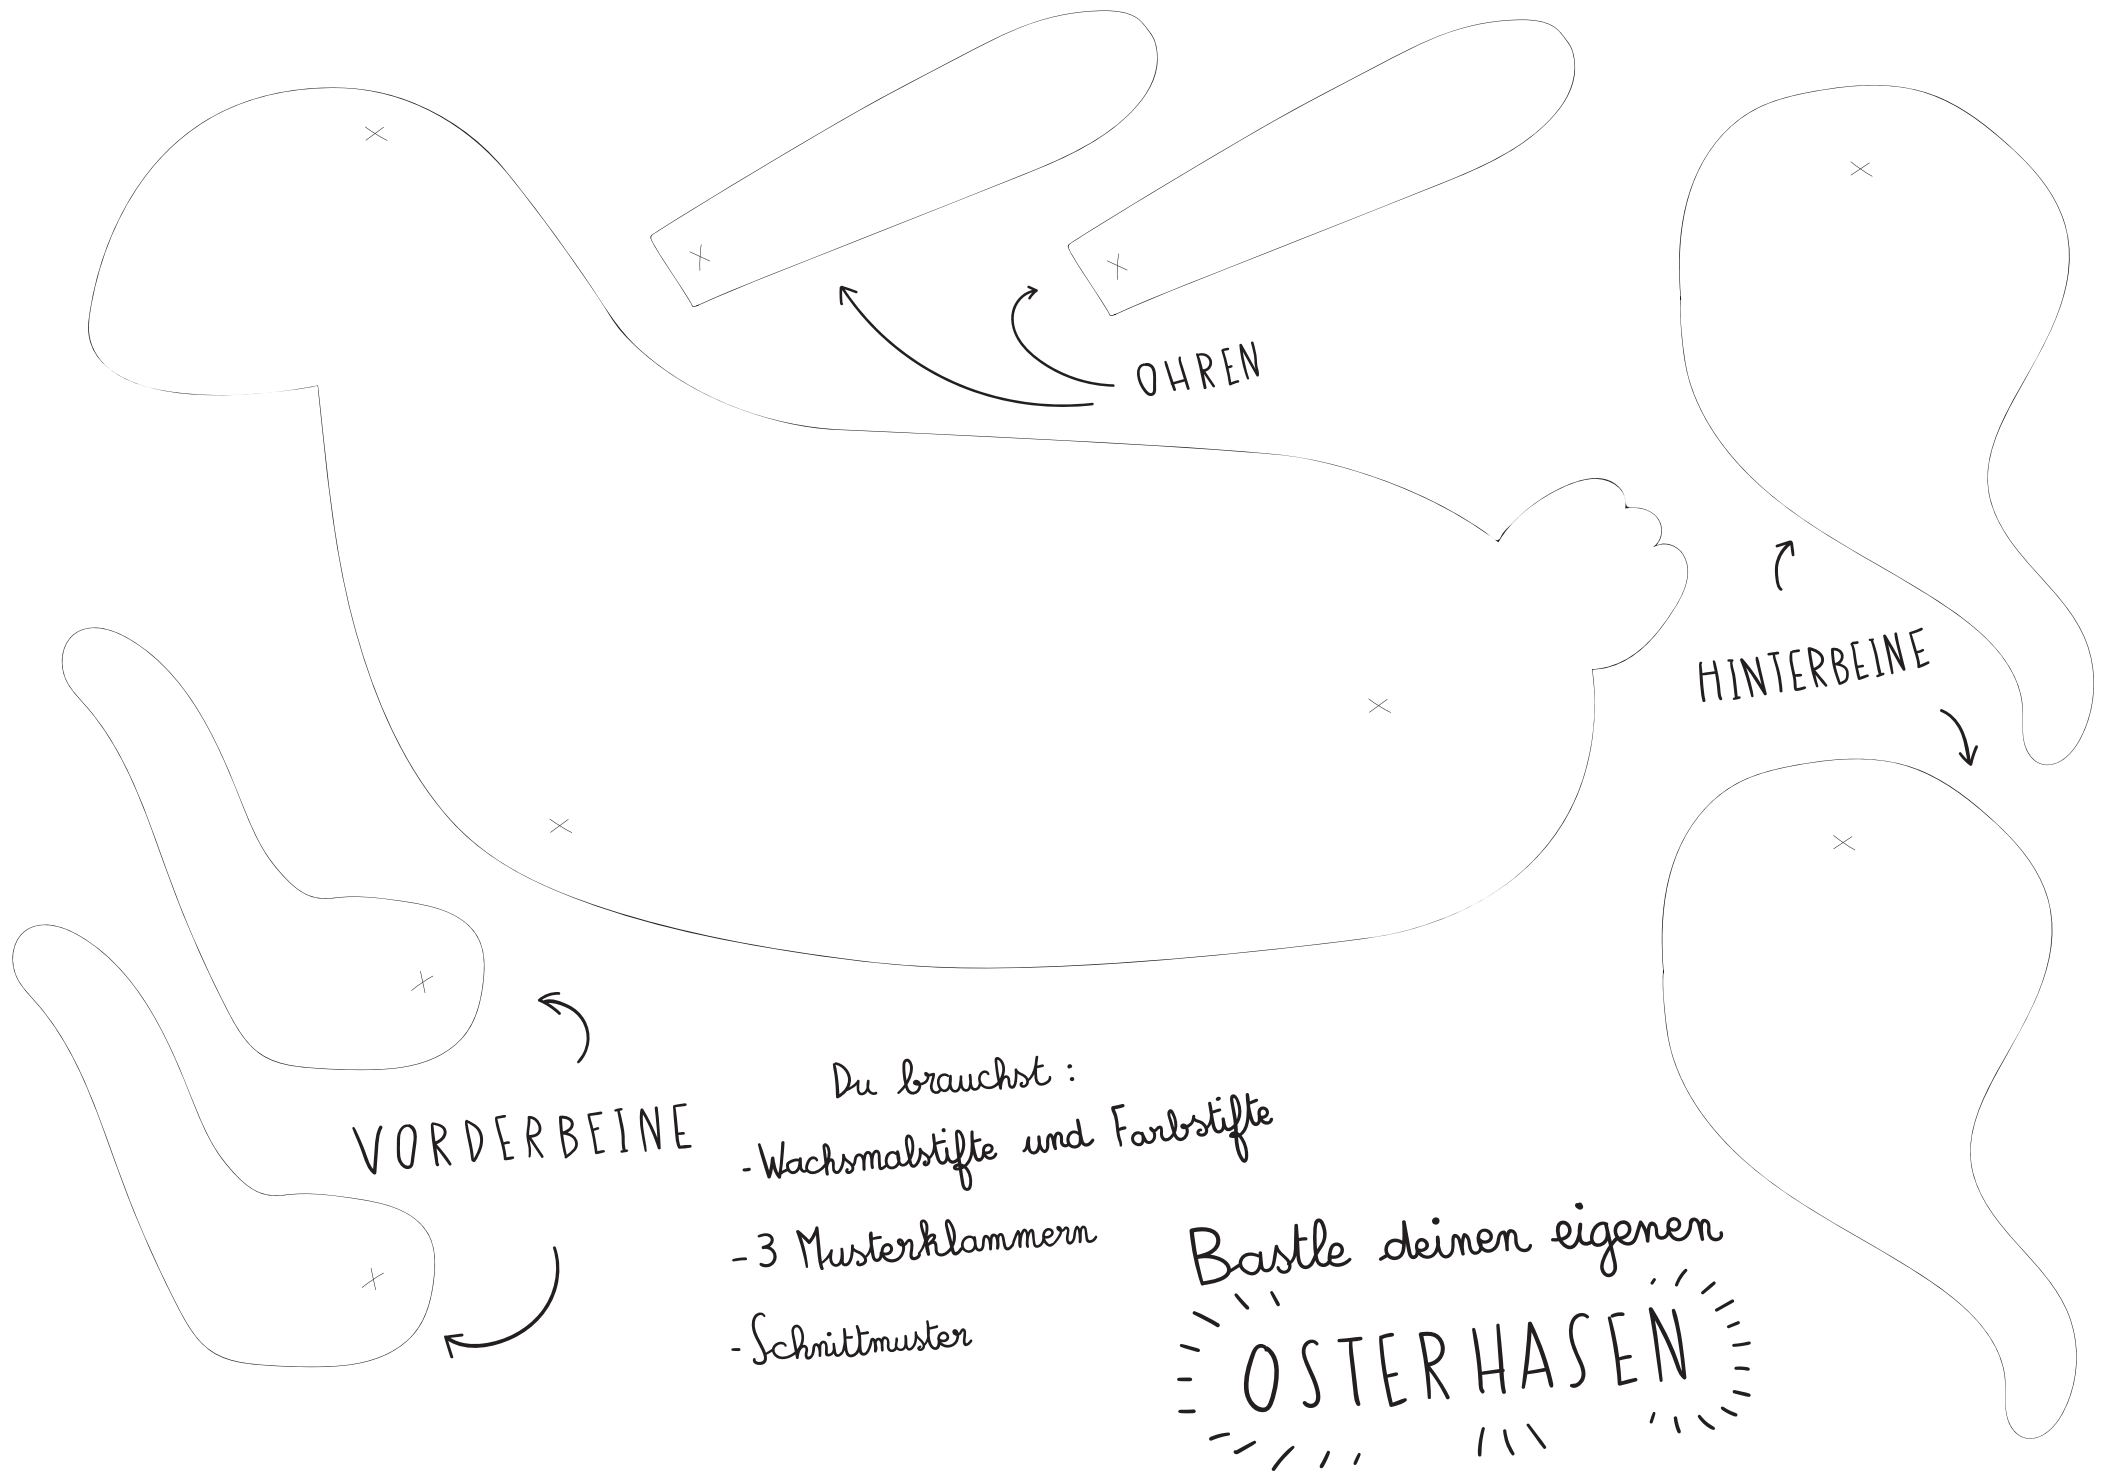 OHREN
HINTERBEINE
VORDERBEINE
Du brauchst:
-Wachsmalstifte und Farbstifte
-3 Musterklammern
-Schnittmuster
Bastle deinen eigenen
OSTERHASEN